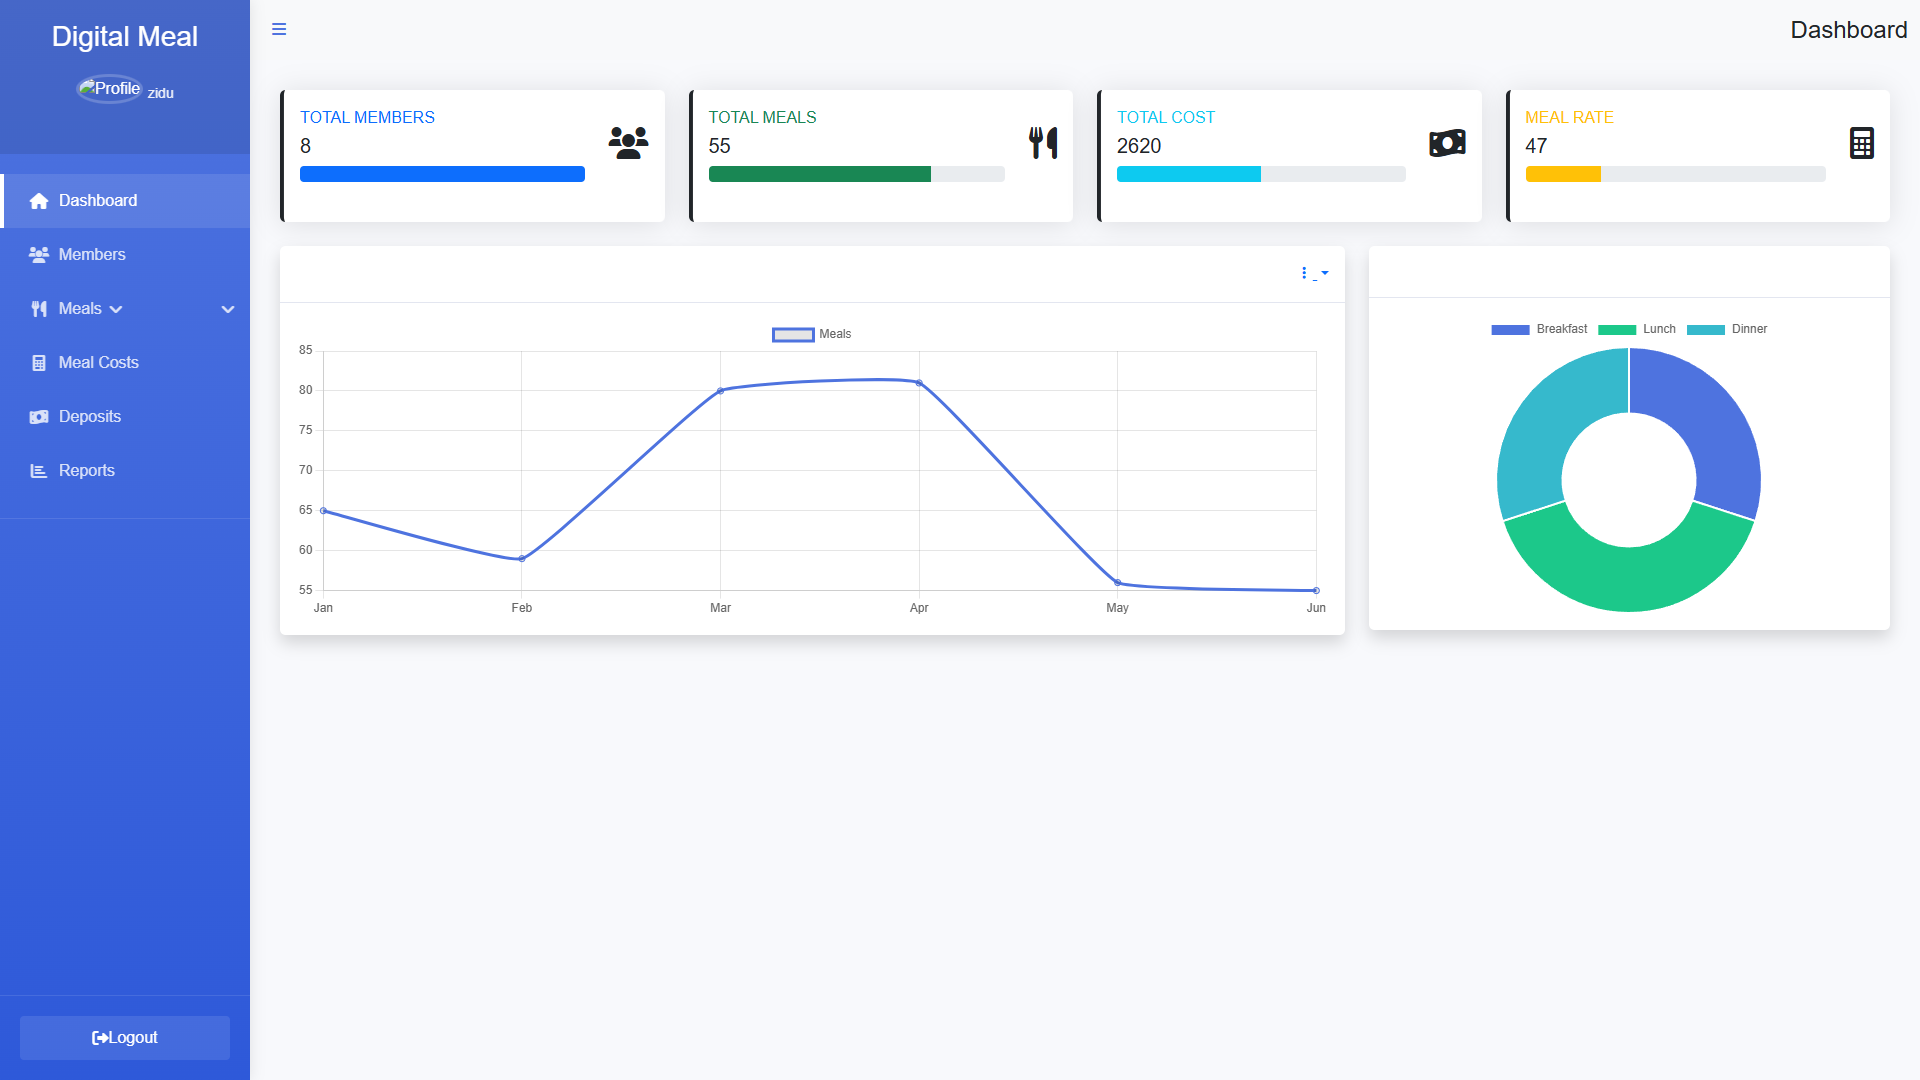 Digital Meal
Profile zidu
Dashboard
Members
Meals
Meal Costs
Deposits
Reports
Logout
Dashboard
TOTAL MEMBERS
8
TOTAL MEALS
55
TOTAL COST
2620
MEAL RATE
47
Meals
85
80
75
70
65
60
55
Jan Feb Mar Apr May Jun
Breakfast Lunch Dinner